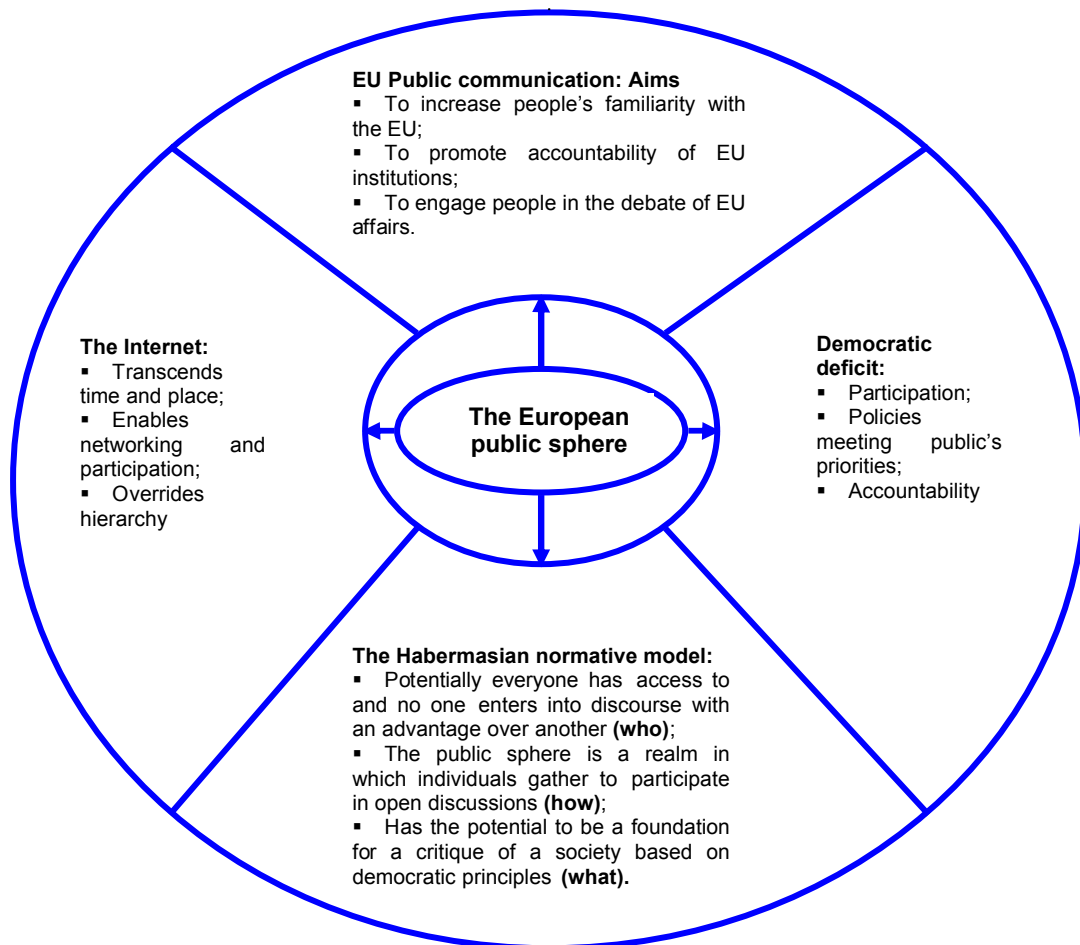 EU Public communication: Aims
▪ To increase people's familiarity with
the EU;
▪ To promote accountability of EU
institutions;
▪ To engage people in the debate of EU
affairs.
The Internet:
▪ Transcends
time and place;
▪ Enables
networking and
participation;
▪ Overrides
hierarchy
The European
public sphere
Democratic
deficit:
▪ Participation;
▪ Policies
meeting public's
priorities;
▪ Accountability
The Habermasian normative model:
▪ Potentially everyone has access to
and no one enters into discourse with
an advantage over another (who);
▪ The public sphere is a realm in
which individuals gather to participate
in open discussions (how);
▪ Has the potential to be a foundation
for a critique of a society based on
democratic principles (what).